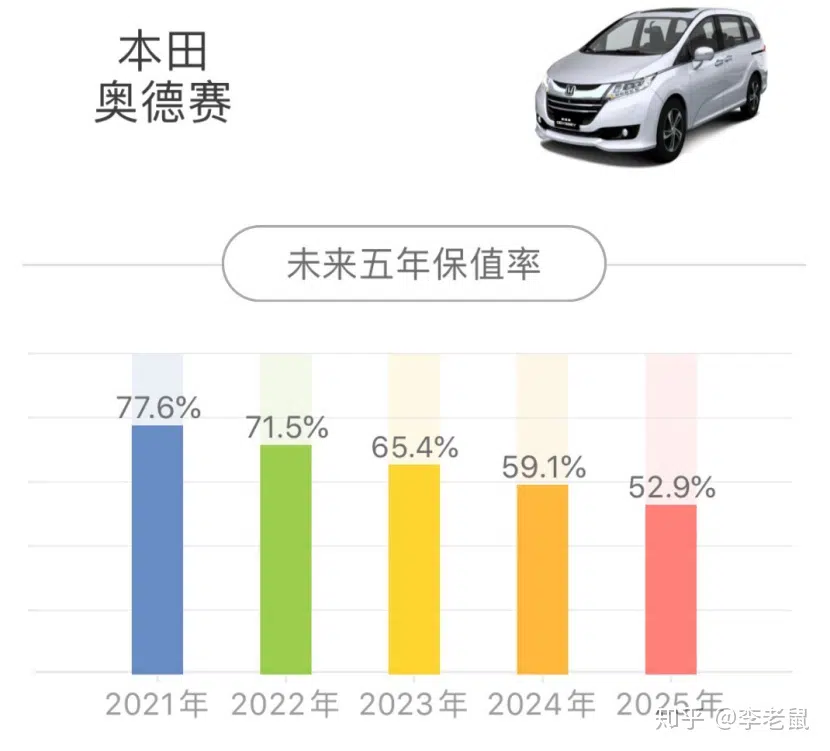 本田
奥德赛
未来五年保值率
77.6%
71.5%
65.4%
59.1%
52.9%
2021年
2022年
2023年
2024年
2025年
知乎 @李老鼠